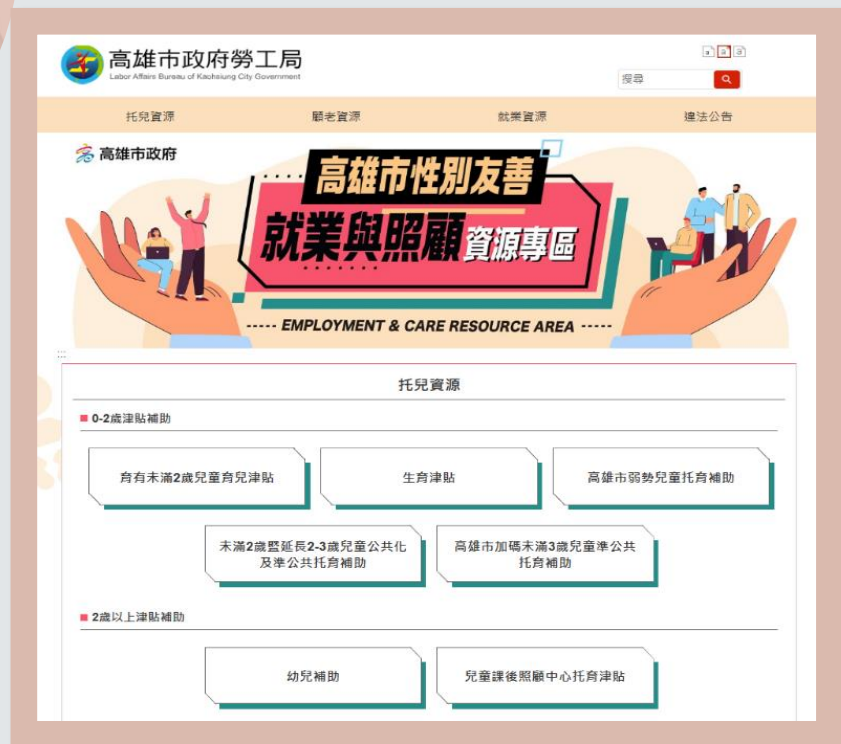 高雄市政府勞工局
Labor Affairs Bureau of Kaohsiung City Government
a a a
搜尋
托兒資源 顧老資源 就業資源 違法公告
高雄市政府
高雄市性別友善
就業與照顧資源專區
----- EMPLOYMENT & CARE RESOURCE AREA -----
:::
托兒資源
0-2歲津貼補助
育有未滿2歲兒童育兒津貼 生育津貼 高雄市弱勢兒童托育補助
未滿2歲暨延長2-3歲兒童公共化
及準公共托育補助
高雄市加碼未滿3歲兒童準公共
托育補助
2歲以上津貼補助
幼兒補助 兒童課後照顧中心托育津貼